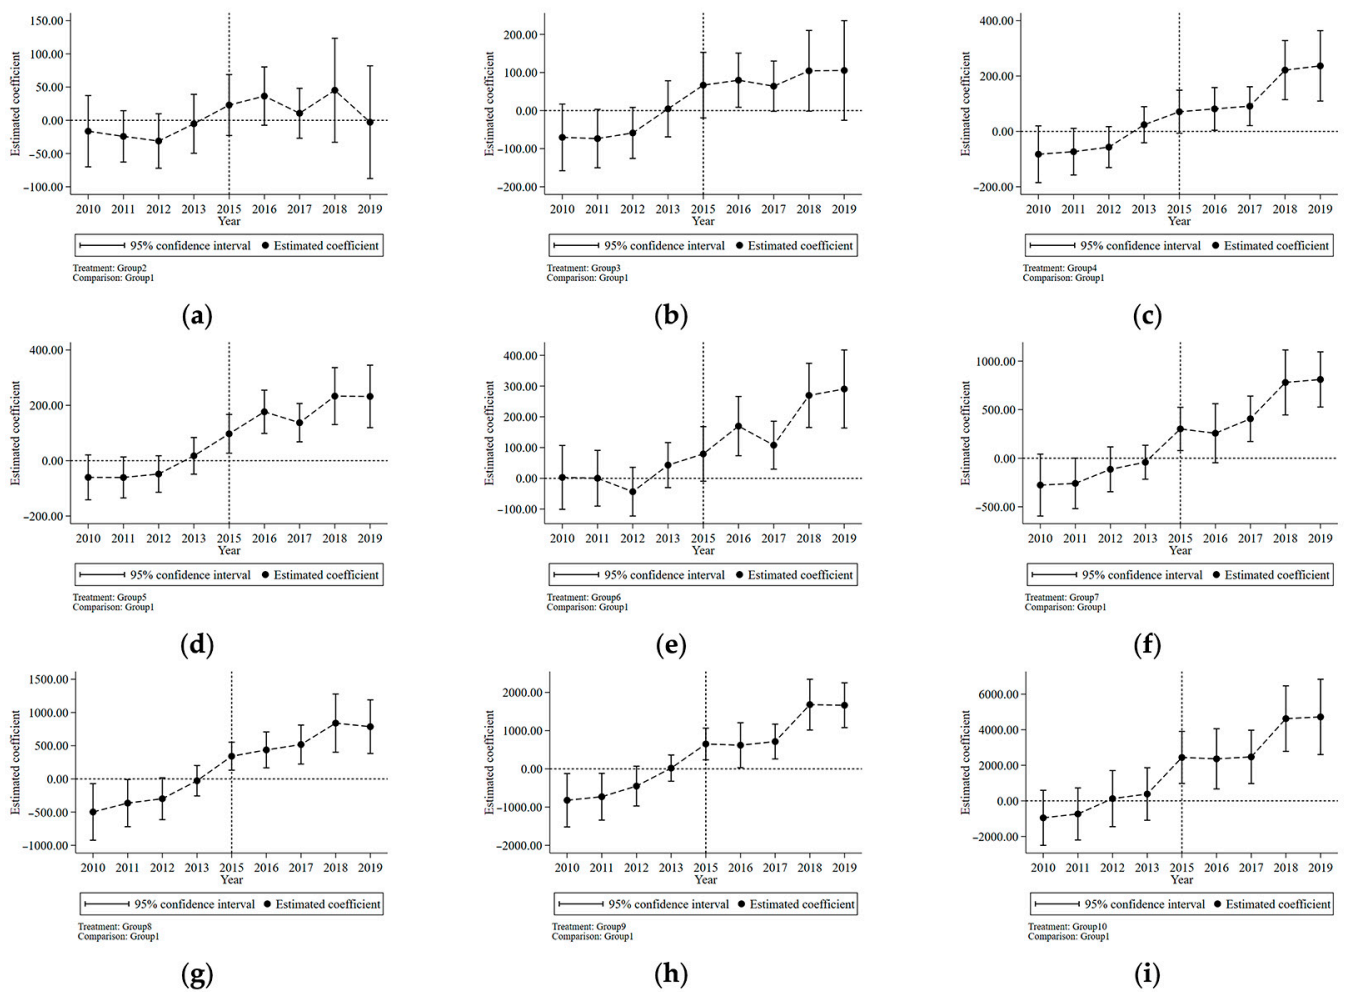 150.00
100.00
50.00
0.00
−50.00
−100.00
Estimated coefficient
2010 2011 2012 2013 2015 2016 2017 2018 2019
Year
95% confidence interval Estimated coefficient
Treatment: Group2
Comparison: Group1
(a)
200.00
100.00
0.00
−100.00
−200.00
Estimated coefficient
2010 2011 2012 2013 2015 2016 2017 2018 2019
Year
95% confidence interval Estimated coefficient
Treatment: Group3
Comparison: Group1
(b)
400.00
200.00
0.00
−200.00
Estimated coefficient
2010 2011 2012 2013 2015 2016 2017 2018 2019
Year
95% confidence interval Estimated coefficient
Treatment: Group4
Comparison: Group1
(c)
400.00
200.00
0.00
−200.00
Estimated coefficient
2010 2011 2012 2013 2015 2016 2017 2018 2019
Year
95% confidence interval Estimated coefficient
Treatment: Group5
Comparison: Group1
(d)
400.00
300.00
200.00
100.00
0.00
−100.00
Estimated coefficient
2010 2011 2012 2013 2015 2016 2017 2018 2019
Year
95% confidence interval Estimated coefficient
Treatment: Group6
Comparison: Group1
(e)
1000.00
500.00
0.00
−500.00
Estimated coefficient
2010 2011 2012 2013 2015 2016 2017 2018 2019
Year
95% confidence interval Estimated coefficient
Treatment: Group7
Comparison: Group1
(f)
1500.00
1000.00
500.00
0.00
−500.00
−1000.00
Estimated coefficient
2010 2011 2012 2013 2015 2016 2017 2018 2019
Year
95% confidence interval Estimated coefficient
Treatment: Group8
Comparison: Group1
(g)
2000.00
1000.00
0.00
−1000.00
−2000.00
Estimated coefficient
2010 2011 2012 2013 2015 2016 2017 2018 2019
Year
95% confidence interval Estimated coefficient
Treatment: Group9
Comparison: Group1
(h)
6000.00
4000.00
2000.00
0.00
−2000.00
Estimated coefficient
2010 2011 2012 2013 2015 2016 2017 2018 2019
Year
95% confidence interval Estimated coefficient
Treatment: Group10
Comparison: Group1
(i)